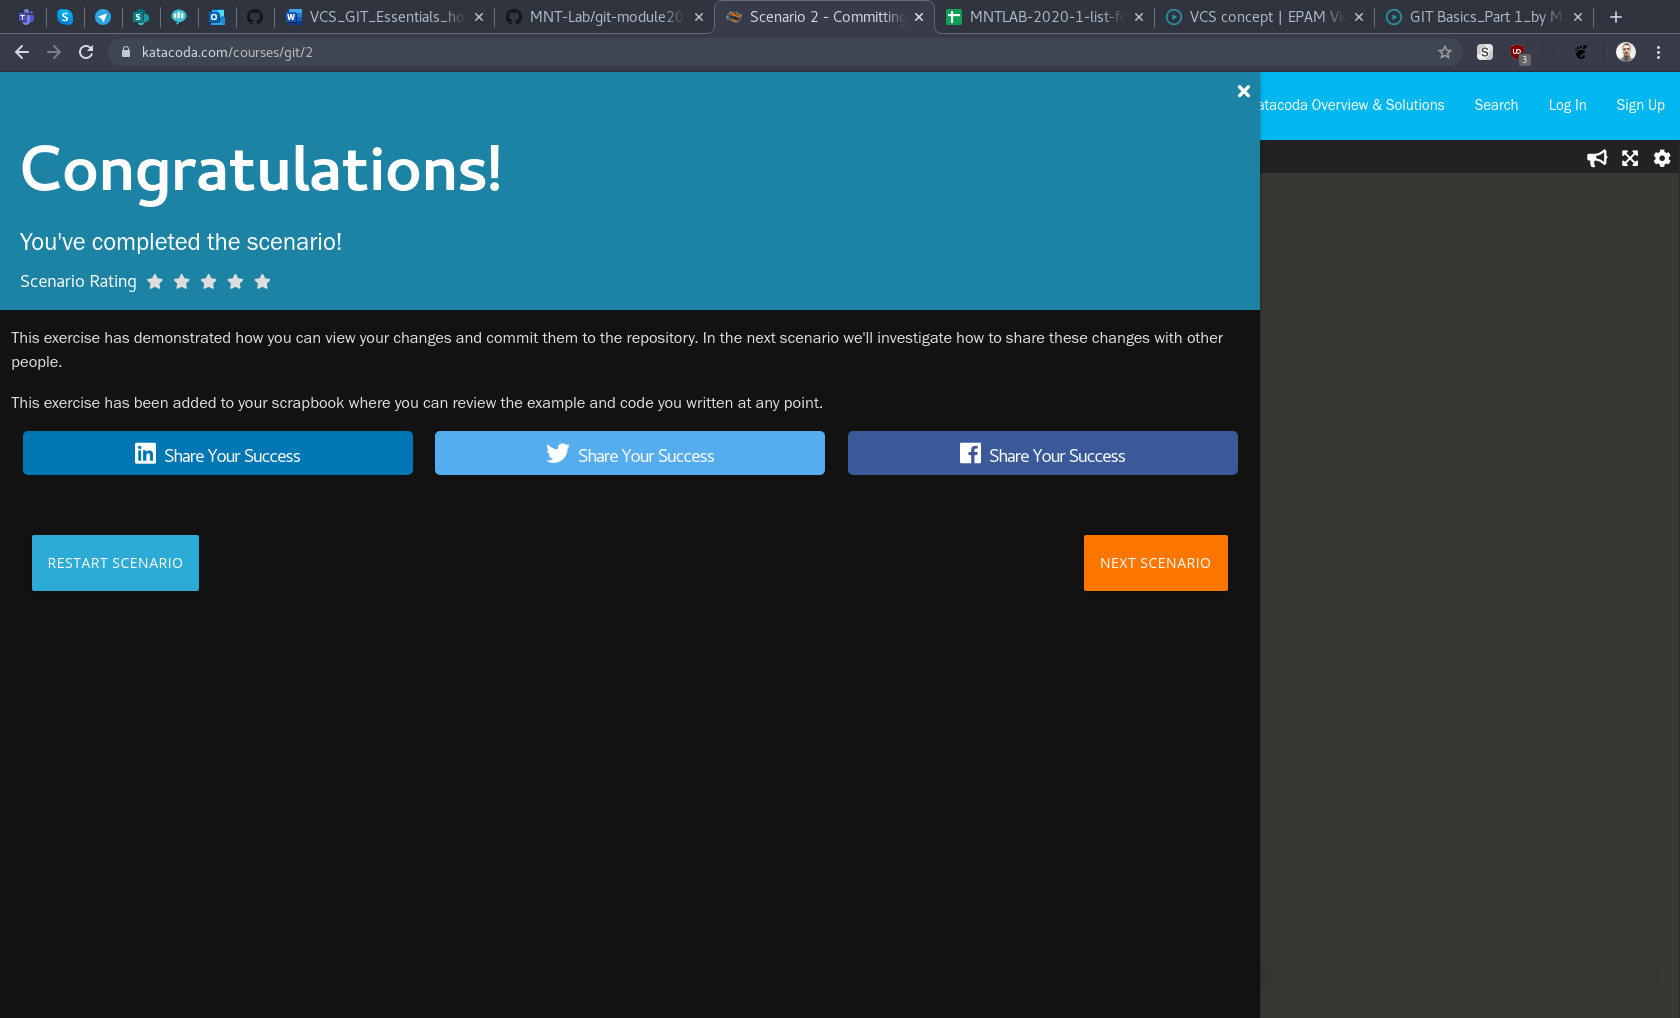 VCS_GIT_Essentials_ho
MNT-Lab/git-module20
Scenario 2 - Committing
MNTLAB-2020-1-list-fo
VCS concept | EPAM Vi
GIT Basics_Part 1_by M
katacoda.com/courses/git/2
S
3
atacoda Overview & Solutions
Search
Log In
Sign Up
Congratulations!
You've completed the scenario!
Scenario Rating
This exercise has demonstrated how you can view your changes and commit them to the repository. In the next scenario we'll investigate how to share these changes with other
people.
This exercise has been added to your scrapbook where you can review the example and code you written at any point.
Share Your Success
Share Your Success
Share Your Success
RESTART SCENARIO
NEXT SCENARIO